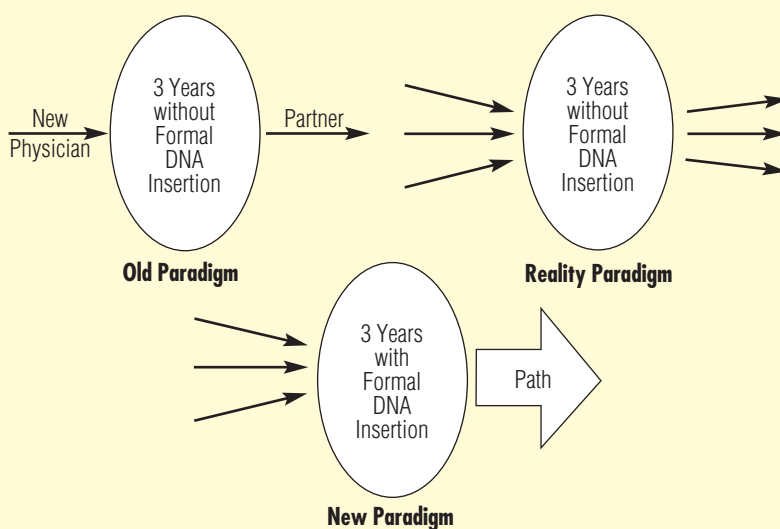 New
Physician
3 Years
without
Formal
DNA
Insertion
Partner
Old Paradigm
3 Years
without
Formal
DNA
Insertion
Reality Paradigm
3 Years
with
Formal
DNA
Insertion
Path
New Paradigm